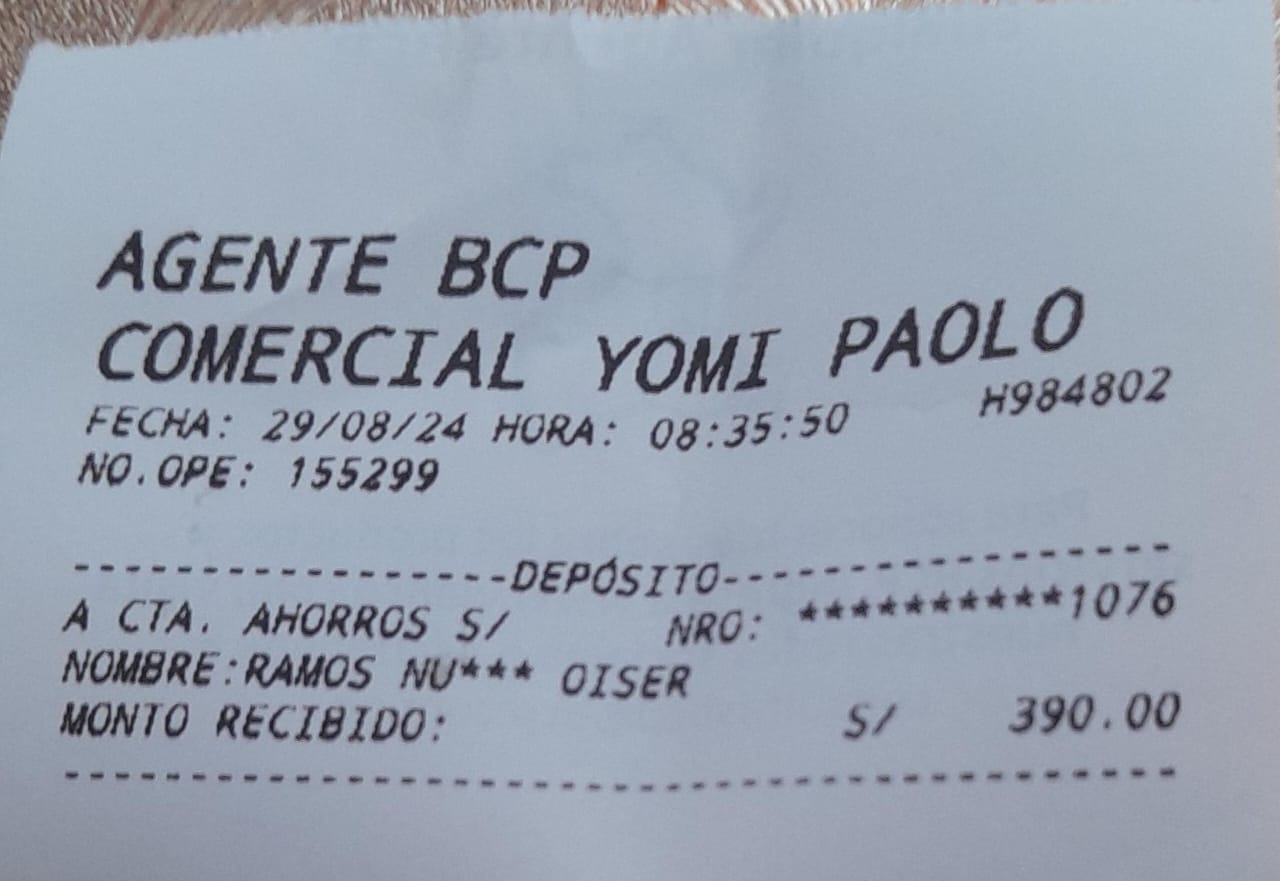 AGENTE BCP
COMERCIAL YOMI PAOLO
FECHA: 29/08/24 HORA: 08:35:50 H984802
NO.OPE: 155299
------------------DEPÓSITO-------------------
A CTA. AHORROS S/ NRO: **********1076
NOMBRE:RAMOS NU*** OISER
MONTO RECIBIDO: S/ 390.00